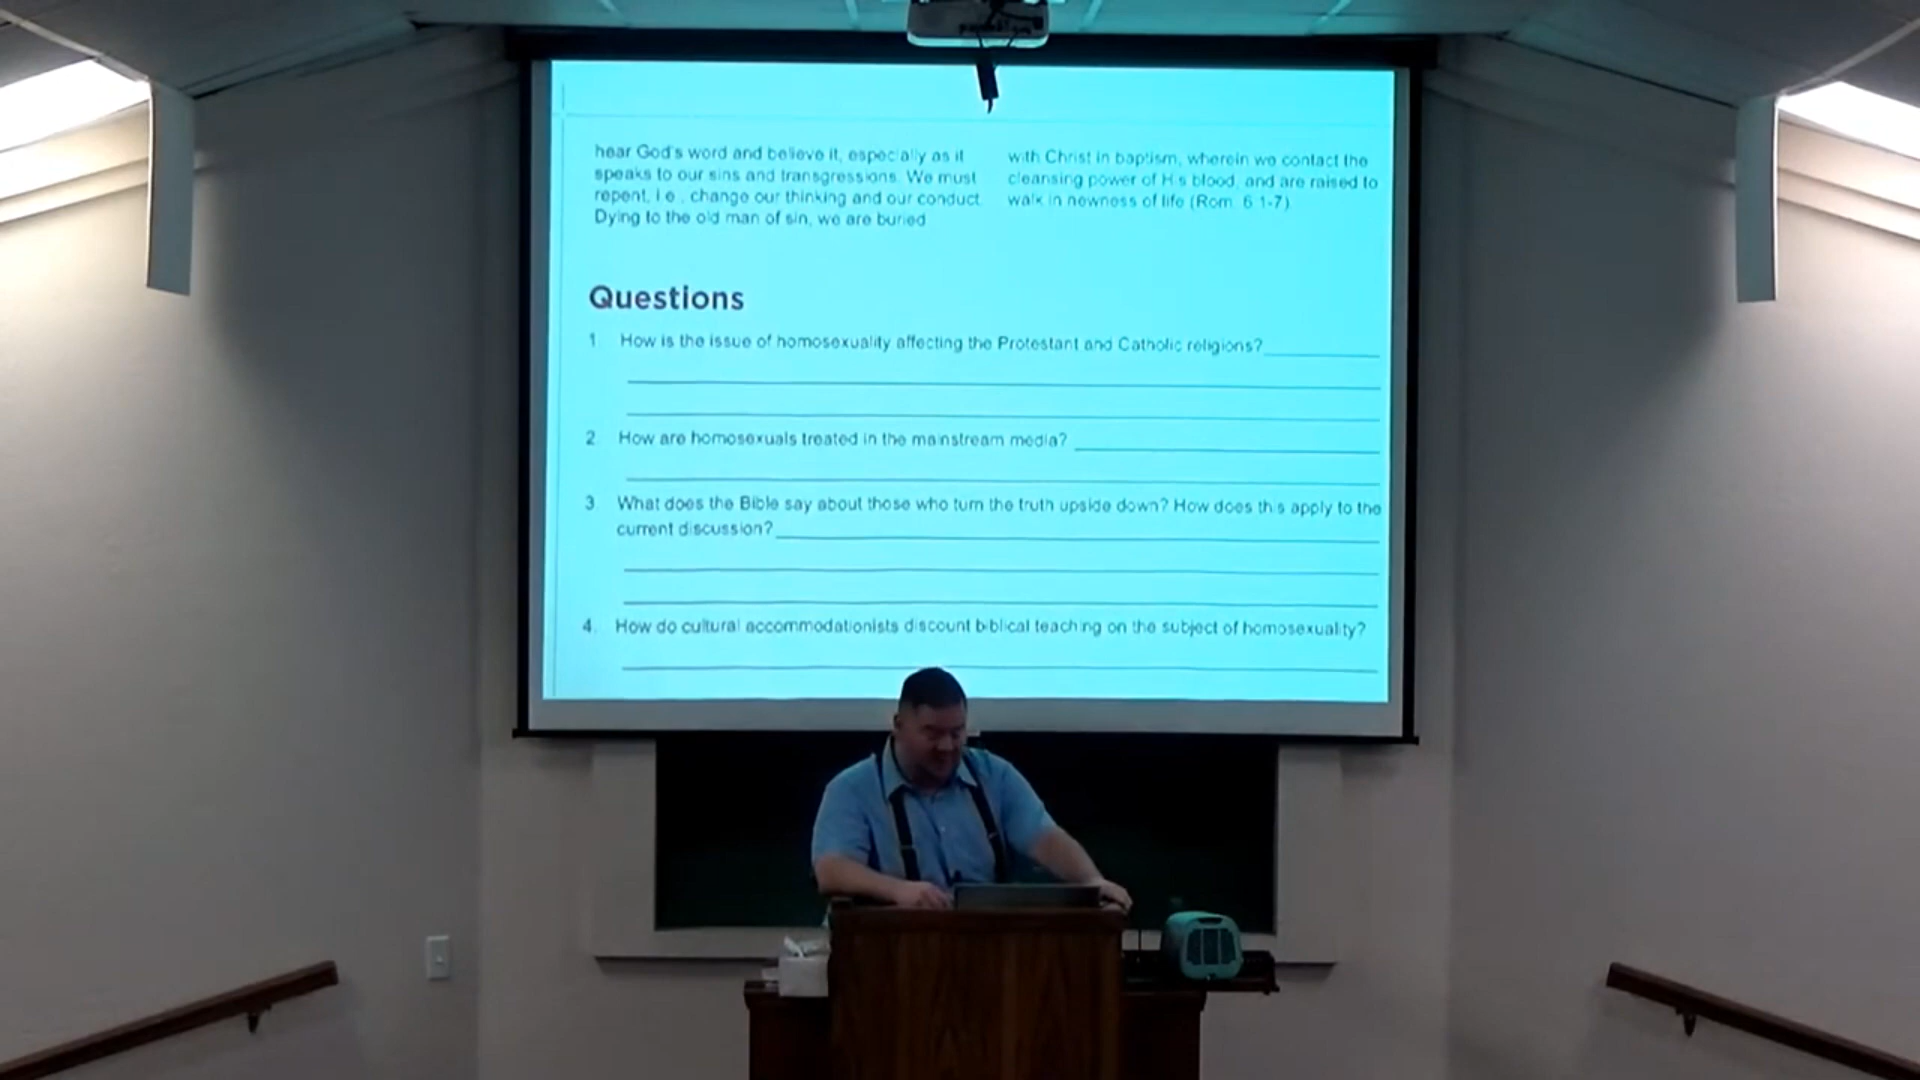 hear God's word and believe it, especially as it
speaks to our sins and transgressions. We must
repent, i.e., change our thinking and our conduct.
Dying to the old man of sin, we are buried
with Christ in baptism, wherein we contact the
cleansing power of His blood, and are raised to
walk in newness of life (Rom. 6:1-7)
Questions
1 How is the issue of homosexuality affecting the Protestant and Catholic religions?
2 How are homosexuals treated in the mainstream media?
3 What does the Bible say about those who turn the truth upside down? How does this apply to the
current discussion?
4. How do cultural accommodationists discount biblical teaching on the subject of homosexuality?